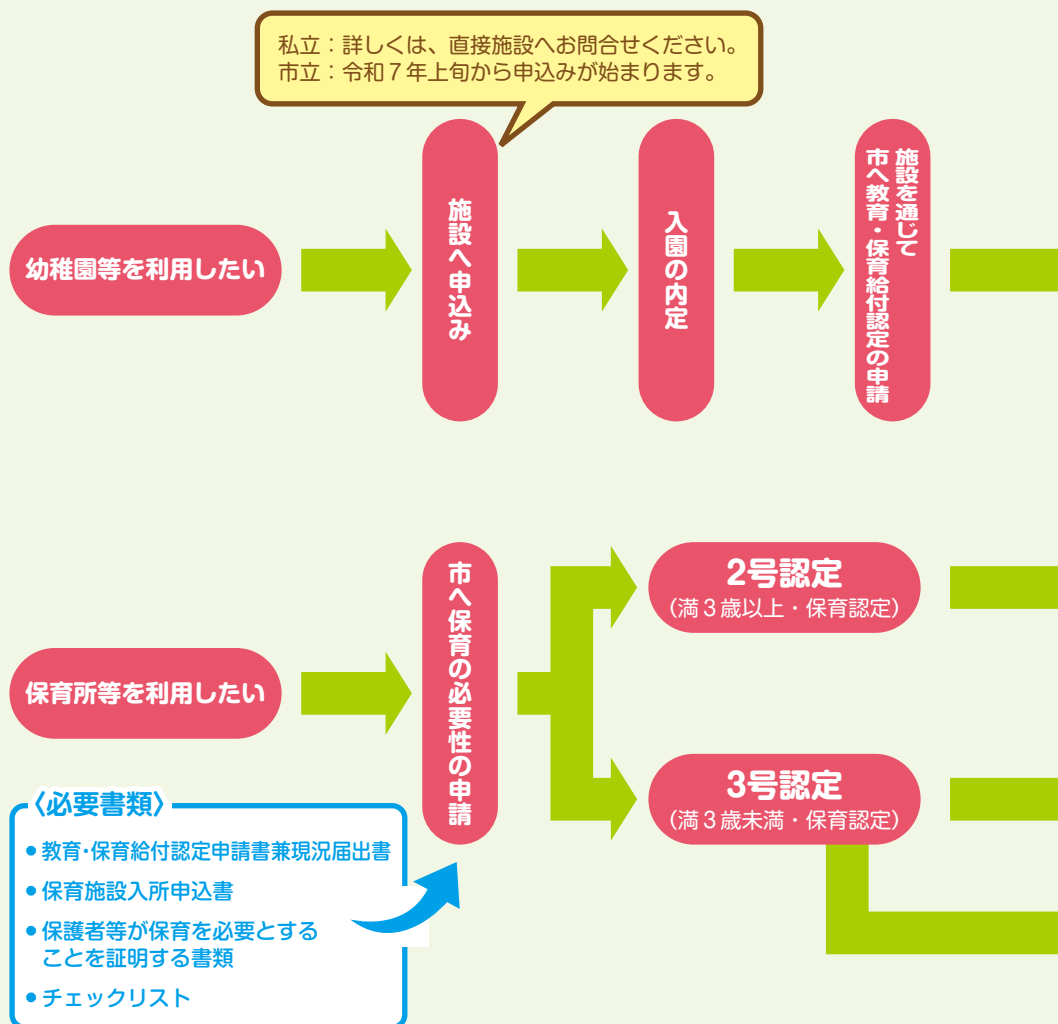 私立：詳しくは、直接施設へお問合せください。
市立：令和７年上旬から申込みが始まります。
幼稚園等を利用したい
施設へ申込み
入園の内定
施設を通じて
市へ教育・保育給付認定の申請
保育所等を利用したい
市へ保育の必要性の申請
2号認定
（満３歳以上・保育認定）
3号認定
（満３歳未満・保育認定）
〈必要書類〉
●教育・保育給付認定申請書兼現況届出書
●保育施設入所申込書
●保護者等が保育を必要とする
ことを証明する書類
●チェックリスト